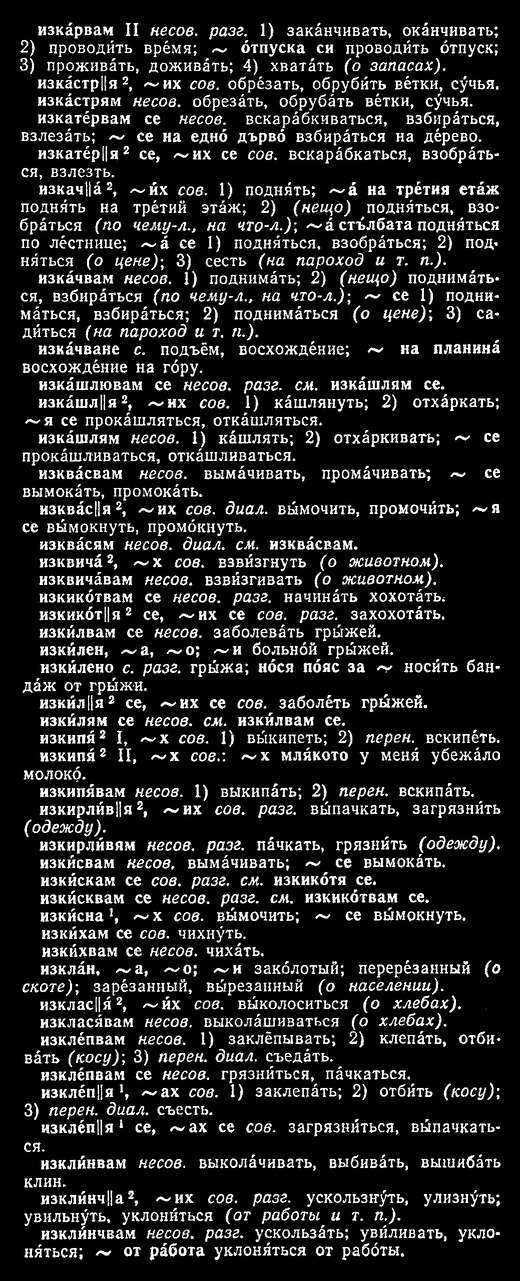 изка́рвам II несов. разг. 1) зака́нчивать, ока́нчивать;
2) проводи́ть вре́мя; ~ о́тпуска си проводи́ть о́тпуск;
3) прожива́ть, дожива́ть; 4) хвата́ть (о запасах).
изкастр||я́², ~их сов. обре́зать, обруби́ть ве́тки, су́чья.
изка́стрям несов. обреза́ть, обруба́ть ве́тки, су́чья.
изкате́рвам се несов. вскара́бкиваться, взбира́ться,
взлеза́ть; ~ се на едно́ дърво́ взбира́ться на де́рево.
изкате́р||я² се, ~их се сов. вскара́бкаться, взобра́ть-
ся, взлезть.
изкач||а́², ~и́х сов. 1) подня́ть; ~а́ на тре́тия ета́ж
подня́ть на тре́тий эта́ж; 2) (нещо) подня́ться, взо-
бра́ться (по чему-л., на что-л.); ~а́ стъ́лбата подня́ться
по ле́стнице; ~а́ се 1) подня́ться, взобра́ться; 2) под-
ня́ться (о цене); 3) сесть (на пароход и т. п.).
изка́чвам несов. 1) поднима́ть; 2) (нещо) поднима́ть-
ся, взбира́ться (по чему-л., на что-л.); ~ се 1) подни-
ма́ться, взбира́ться; 2) поднима́ться (о цене); 3) са-
ди́ться (на пароход и т. п.).
изка́чване с. подъём, восхожде́ние; ~ на планина́
восхожде́ние на го́ру.
изка́шлювам се несов. разг. см. изка́шлям се.
изка́шл||я², ~их сов. 1) ка́шлянуть; 2) отха́ркать;
~я се прока́шляться, отка́шляться.
изка́шлям несов. 1) ка́шлять; 2) отха́ркивать; ~ се
прока́шливаться, отка́шливаться.
изква́свам несов. выма́чивать, прома́чивать; ~ се
вымока́ть, промока́ть.
изква́с||я², ~их сов. диал. вы́мочить, промочи́ть; ~я
се вы́мокнуть, промо́кнуть.
изква́сям несов. диал. см. изква́свам.
изквича́², ~х сов. взви́згнуть (о животном).
изквича́вам несов. взви́згивать (о животном).
изкико́твам се несов. разг. начина́ть хохота́ть.
изкико́т||я² се, ~их се сов. разг. захохота́ть.
изки́лвам се несов. заболева́ть гры́жей.
изки́лен, ~а, ~о; ~и больно́й гры́жей.
изки́лено с. разг. гры́жа; но́ся по́яс за ~ носи́ть бан-
да́ж от гры́жи.
изки́л||я² се, ~их се сов. заболе́ть гры́жей.
изки́лям се несов. см. изки́лвам се.
изкипя́² I, ~х сов. 1) вы́кипеть; 2) перен. вскипе́ть.
изкипя́² II, ~х сов.: ~х мля́кото у меня́ убежа́ло
молоко́.
изкипя́вам несов. 1) выкипа́ть; 2) перен. вскипа́ть.
изкирли́в||я², ~их сов. разг. вы́пачкать, загрязни́ть
(одежду).
изкирли́вям несов. разг. па́чкать, грязни́ть (одежду).
изки́свам несов. выма́чивать; ~ се вымока́ть.
изки́скам се сов. разг. см. изкико́тя се.
изки́сквам се несов. разг. см. изкико́твам се.
изки́сна¹, ~х сов. вы́мочить; ~ се вы́мокнуть.
изки́хам се сов. чихну́ть.
изки́хвам се несов. чиха́ть.
изкла́н, ~а, ~о; ~и зако́лотый; перере́занный (о
скоте); заре́занный, вы́резанный (о населении).
изклас||я́², ~и́х сов. вы́колоситься (о хлебах).
изклася́вам несов. выкола́шиваться (о хлебах).
изкле́пвам несов. 1) заклёпывать; 2) клепа́ть, отби-
ва́ть (косу); 3) перен. диал. съеда́ть.
изкле́пвам се несов. грязни́ться, па́чкаться.
изкле́п||я¹, ~ах сов. 1) заклепа́ть; 2) отби́ть (косу);
3) перен. диал. съесть.
изкле́п||я¹ се, ~ах се сов. загрязни́ться, вы́пачкать-
ся.
изкли́нвам несов. выкола́чивать, выбива́ть, вышиба́ть
клин.
изкли́нч||а², ~их сов. разг. ускользну́ть, улизну́ть;
увильну́ть, уклони́ться (от работы и т. п.).
изкли́нчвам несов. разг. ускольза́ть; уви́ливать, укло-
ня́ться; ~ от ра́бота уклоня́ться от рабо́ты.